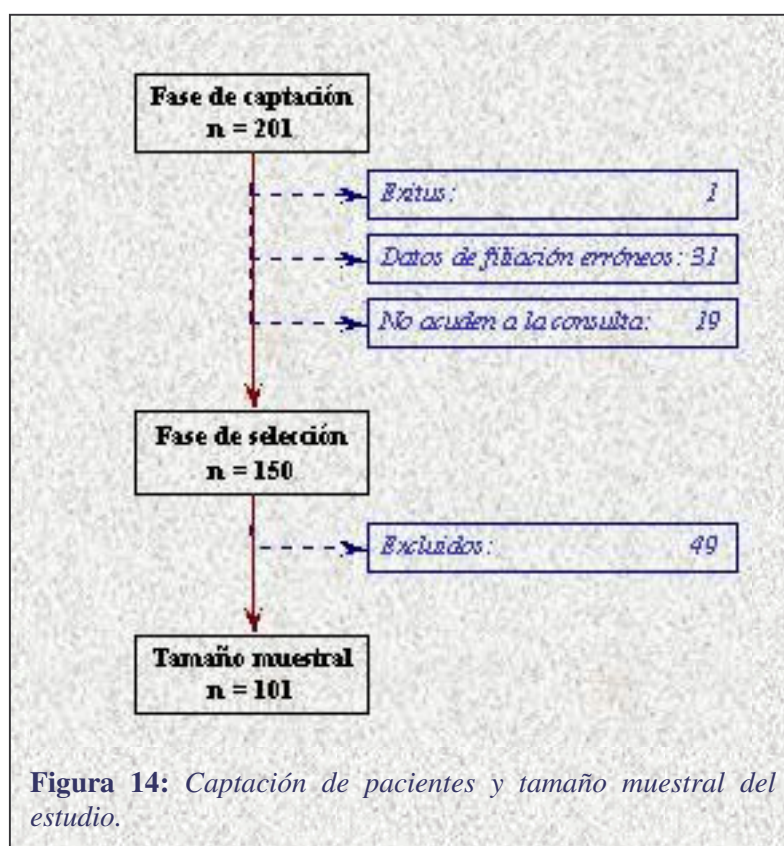 Fase de captación
n = 201
Exitus: 1
Datos de filiación erróneos: 31
No acuden a la consulta: 19
Fase de selección
n = 150
Excluidos: 49
Tamaño muestral
n = 101
Figura 14: Captación de pacientes y tamaño muestral del
estudio.